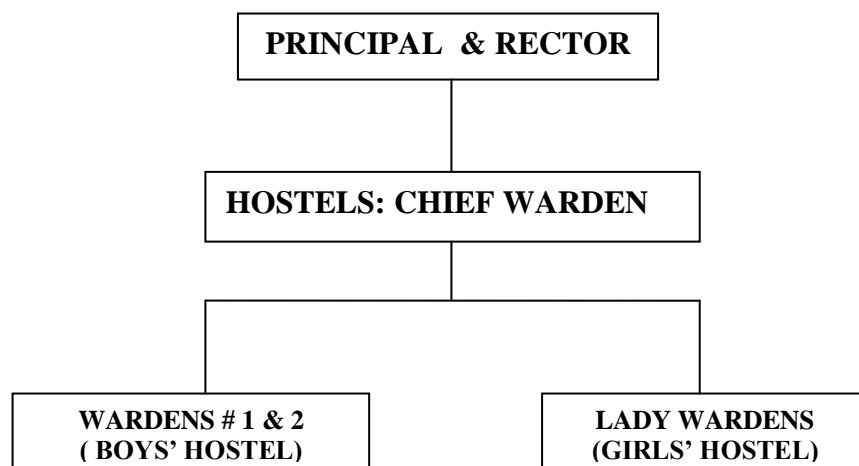 PRINCIPAL  & RECTOR
HOSTELS: CHIEF WARDEN
WARDENS # 1 & 2
( BOYS’ HOSTEL)
LADY WARDENS
(GIRLS’ HOSTEL)